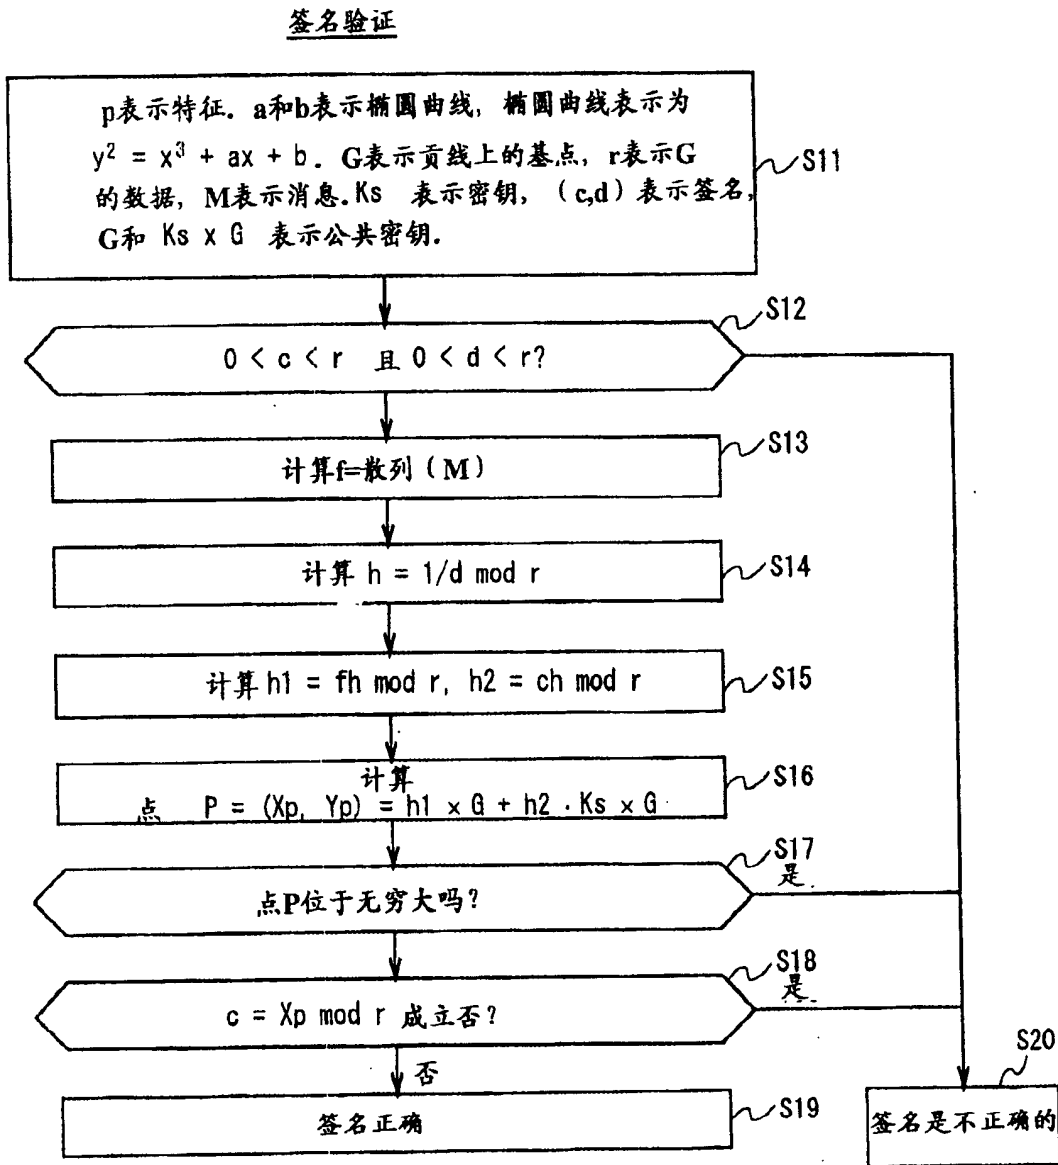 签名验证
p表示特征. a和b表示椭圆曲线, 椭圆曲线表示为
y² = x³ + ax + b. G表示贡线上的基点, r表示G
的数据, M表示消息. Ks 表示密钥, (c,d) 表示签名,
G和 Ks x G 表示公共密钥.
S11
S12
0 < c < r 且 0 < d < r?
S13
计算f=散列(M)
计算 h = 1/d mod r
S14
计算 h1 = fh mod r, h2 = ch mod r
S15
计算
S16
点 P = (Xp, Yp) = h1 × G + h2 · Ks × G
S17
是
点P位于无穷大吗?
S18
是
c = Xp mod r 成立否?
否
S20
签名正确
S19
签名是不正确的